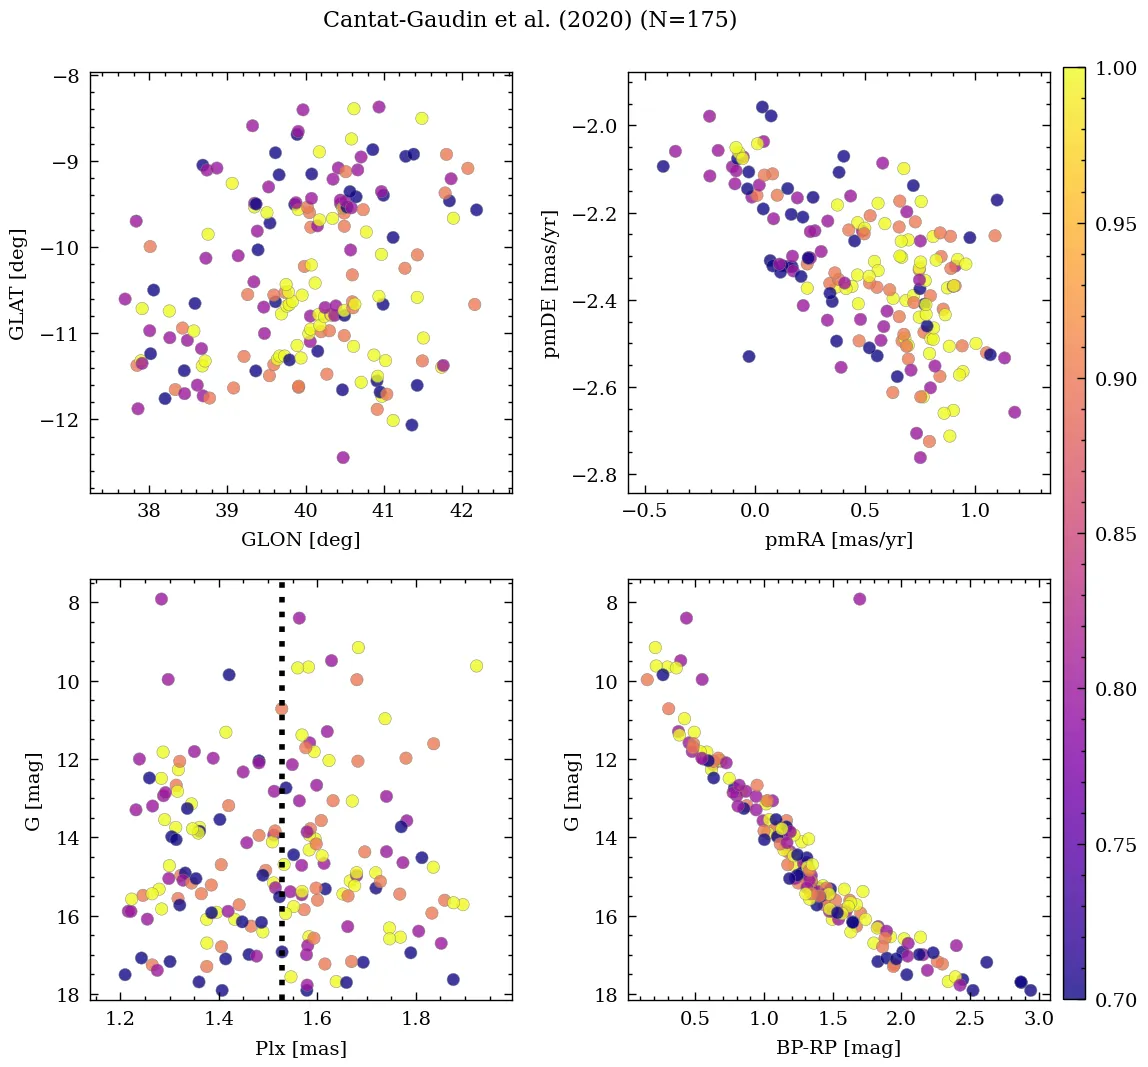 Cantat-Gaudin et al. (2020) (N=175)
−8
−9
−10
−11
−12
GLAT [deg]
38 39 40 41 42
GLON [deg]
−2.0
−2.2
−2.4
−2.6
−2.8
pmDE [mas/yr]
−0.5 0.0 0.5 1.0
pmRA [mas/yr]
1.00
0.95
0.90
0.85
0.80
0.75
0.70
8
10
12
14
16
18
G [mag]
1.2 1.4 1.6 1.8
Plx [mas]
8
10
12
14
16
18
G [mag]
0.5 1.0 1.5 2.0 2.5 3.0
BP-RP [mag]